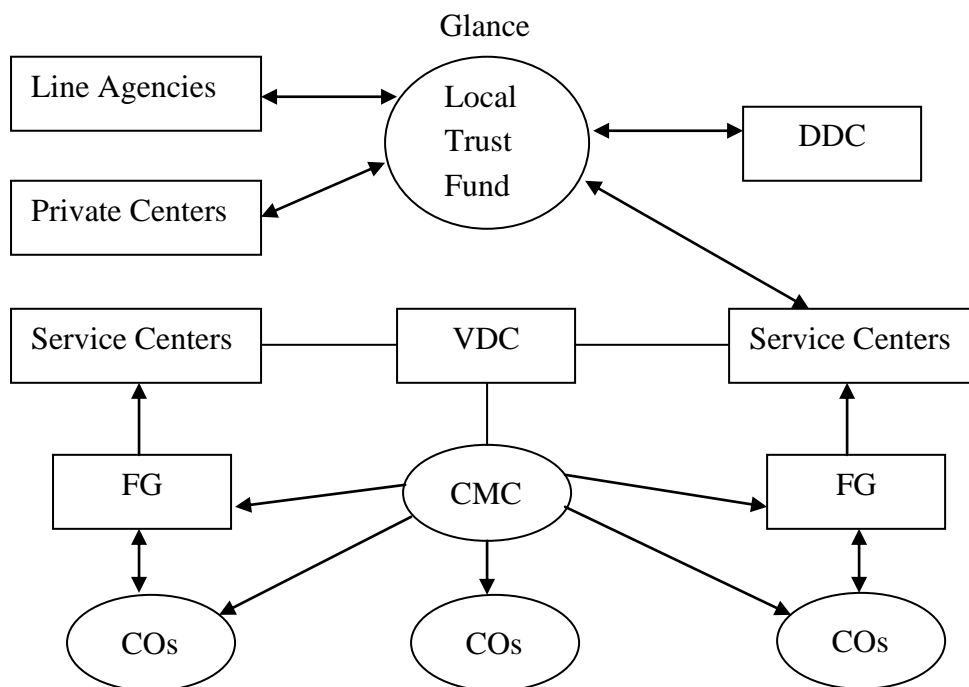 Glance
Line Agencies
Local
Trust
Fund
DDC
Private Centers
Service Centers
VDC
Service Centers
FG
CMC
FG
COs
COs
COs